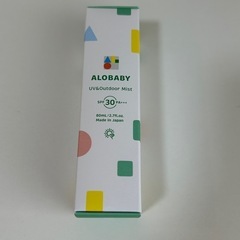 ALOBABY
UV&Outdoor Mist
SPF 30 PA+++
80mL/2.7fl.oz.
Made in Japan